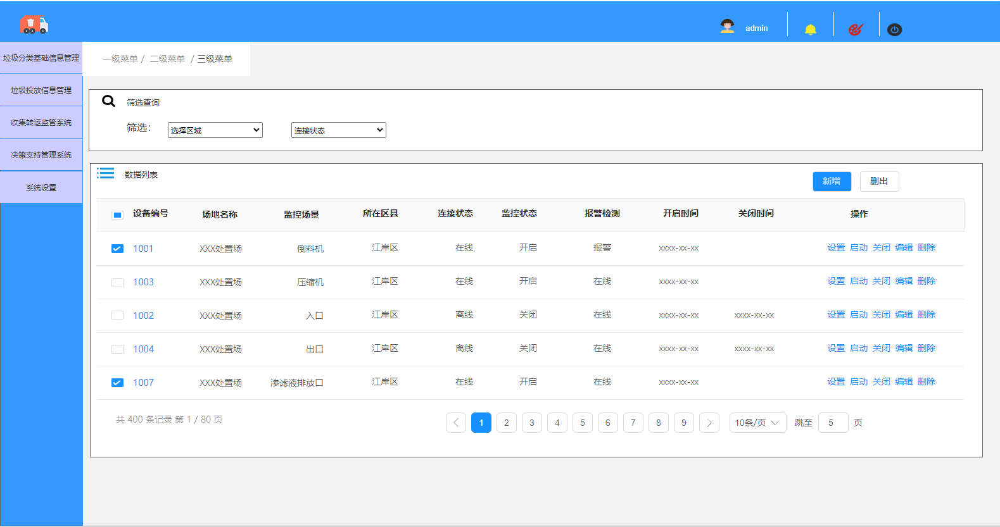 admin
垃圾分类基础信息管理
垃圾投放信息管理
收集转运监管系统
决策支持管理系统
系统设置
一级菜单 / 二级菜单 / 三级菜单
筛选查询
筛选： 选择区域 连接状态
数据列表
新增 删出
设备编号 场地名称 监控场景 所在区县 连接状态 监控状态 报警检测 开启时间 关闭时间 操作
1001 XXX处置场 倒料机 江岸区 在线 开启 报警 xxxx-xx-xx 设置 启动 关闭 编辑 删除
1003 XXX处置场 压缩机 江岸区 在线 开启 在线 xxxx-xx-xx 设置 启动 关闭 编辑 删除
1002 XXX处置场 入口 江岸区 离线 关闭 在线 xxxx-xx-xx xxxx-xx-xx 设置 启动 关闭 编辑 删除
1004 XXX处置场 出口 江岸区 离线 关闭 在线 xxxx-xx-xx xxxx-xx-xx 设置 启动 关闭 编辑 删除
1007 XXX处置场 渗滤液排放口 江岸区 在线 开启 在线 xxxx-xx-xx 设置 启动 关闭 编辑 删除
共 400 条记录 第 1 / 80 页
1 2 3 4 5 6 7 8 9 10条/页 跳至 5 页